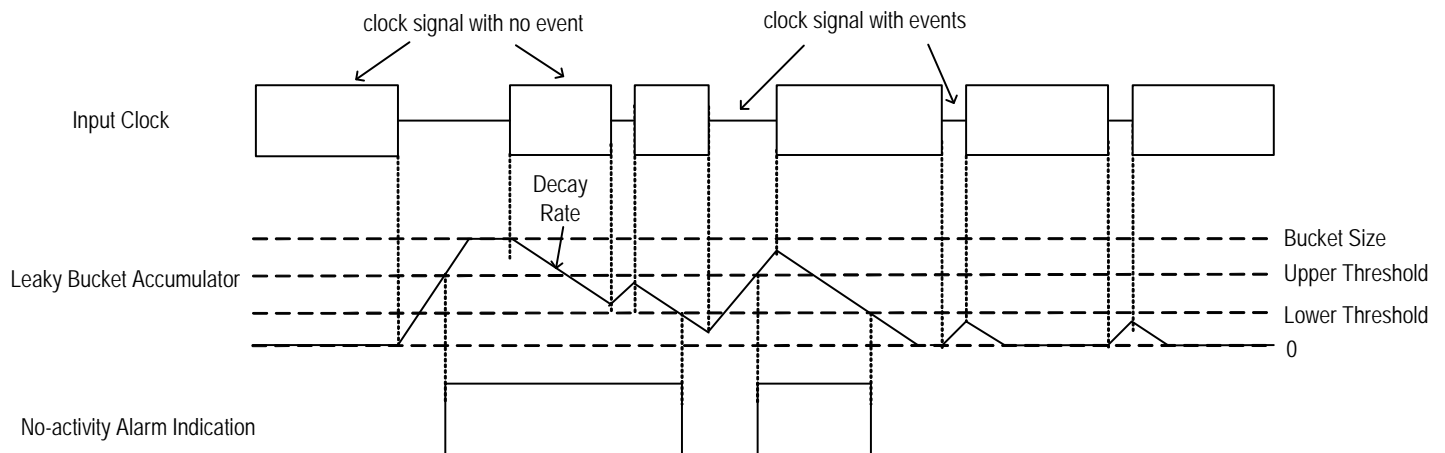 clock signal with no event
clock signal with events
Input Clock
Decay
Rate
Bucket Size
Leaky Bucket Accumulator
Upper Threshold
Lower Threshold
0
No-activity Alarm Indication